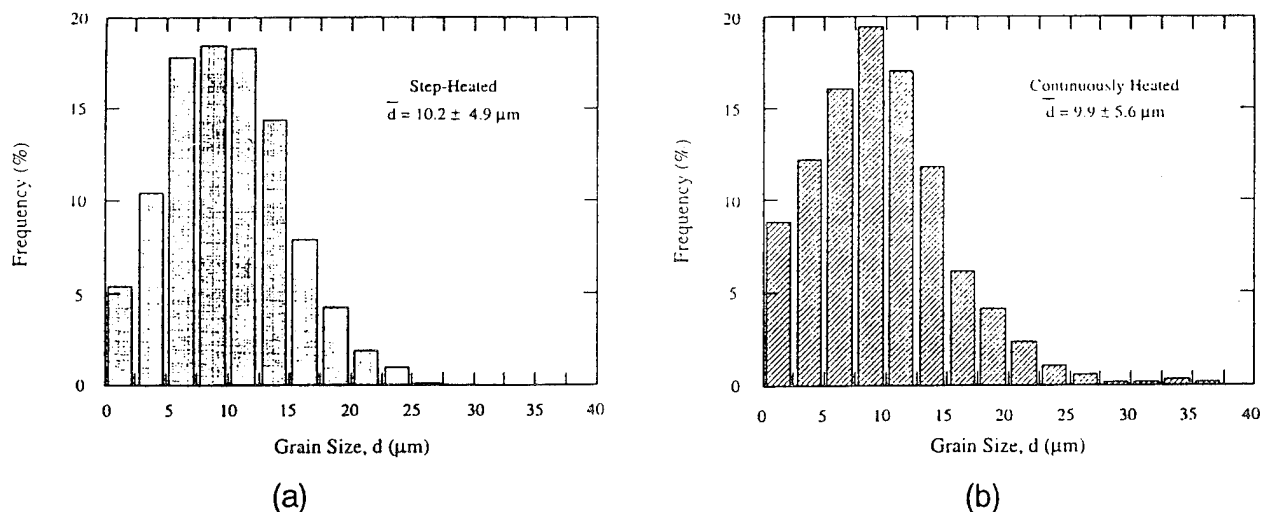 20
15
10
5
0
Frequency (%)
Step-Heated
d = 10.2 ± 4.9 μm
0 5 10 15 20 25 30 35 40
Grain Size, d (μm)
(a)
20
15
10
5
0
Frequency (%)
Continuously Heated
d = 9.9 ± 5.6 μm
0 5 10 15 20 25 30 35 40
Grain Size, d (μm)
(b)